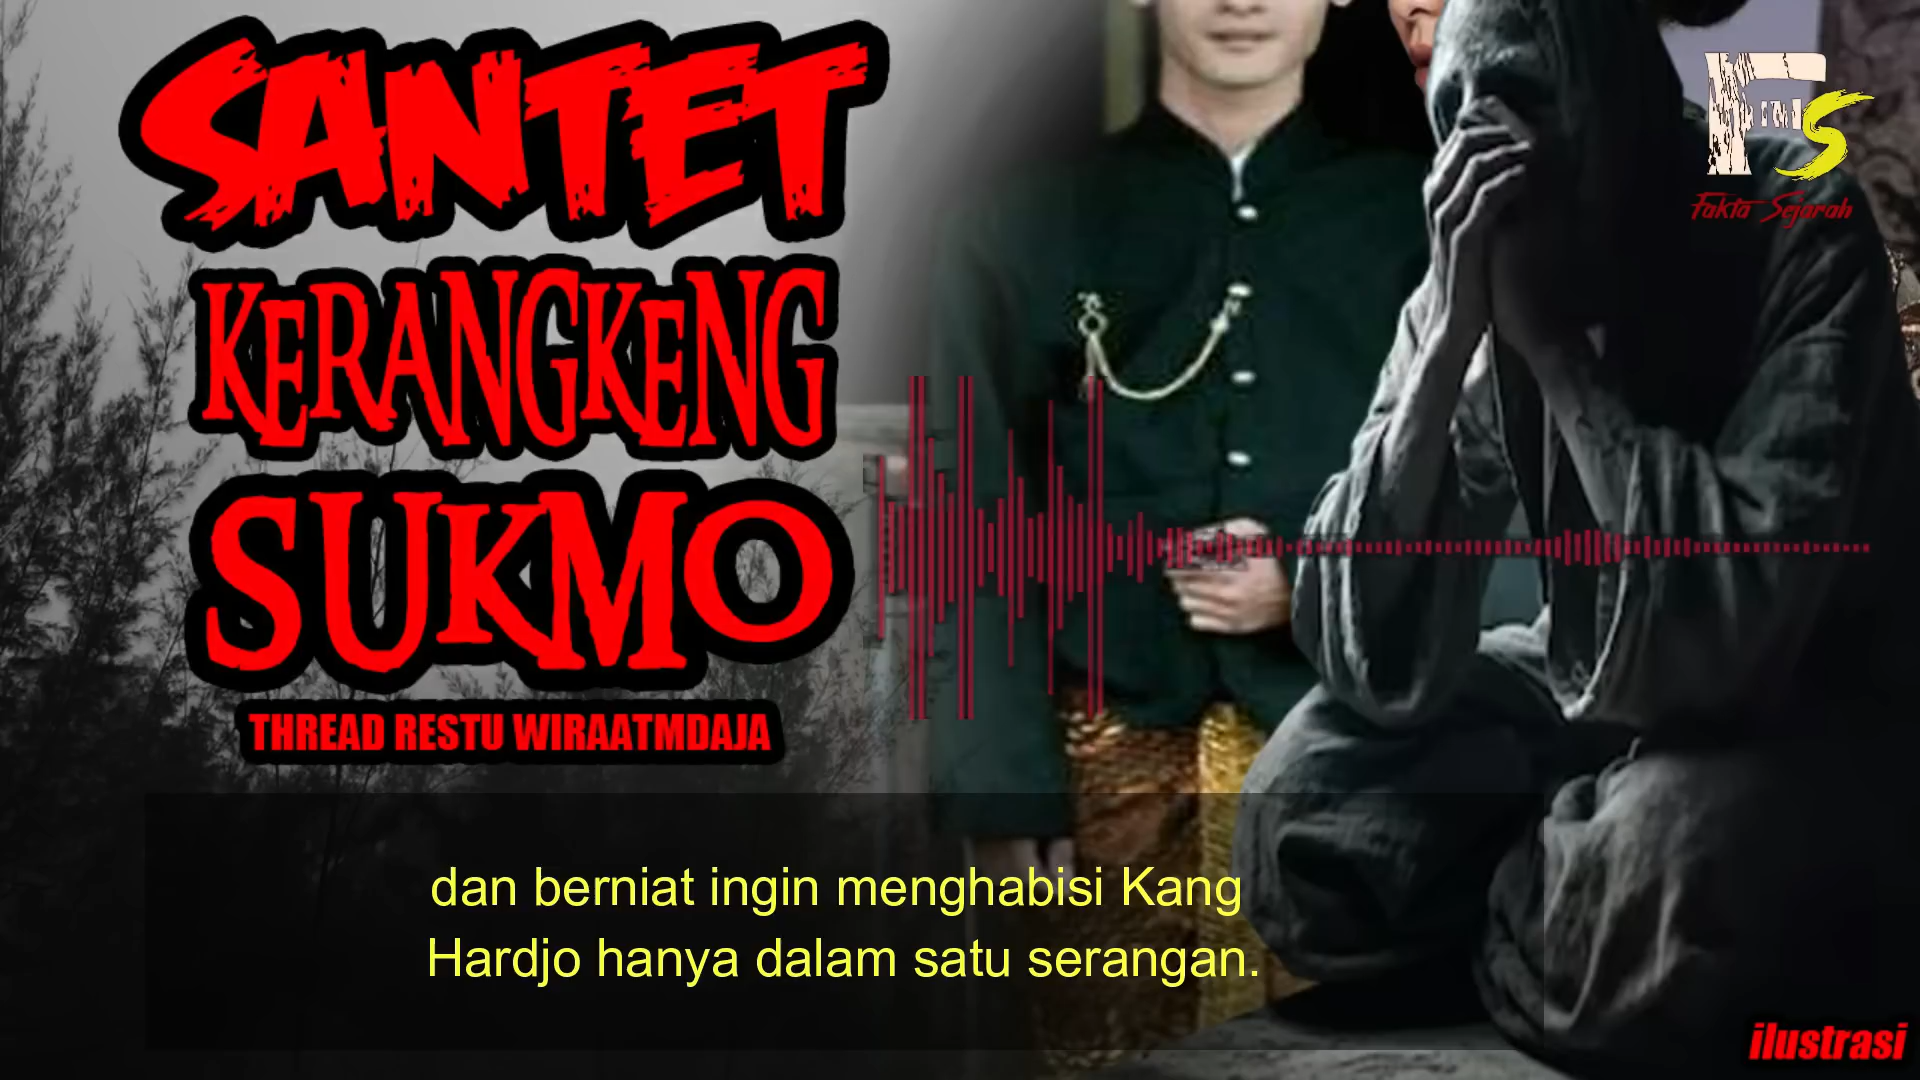 SANTET
KERANGKENG
SUKMO
THREAD RESTU WIRAATMDAJA
FS
Fakta Sejarah
dan berniat ingin menghabisi Kang
Hardjo hanya dalam satu serangan.
ilustrasi